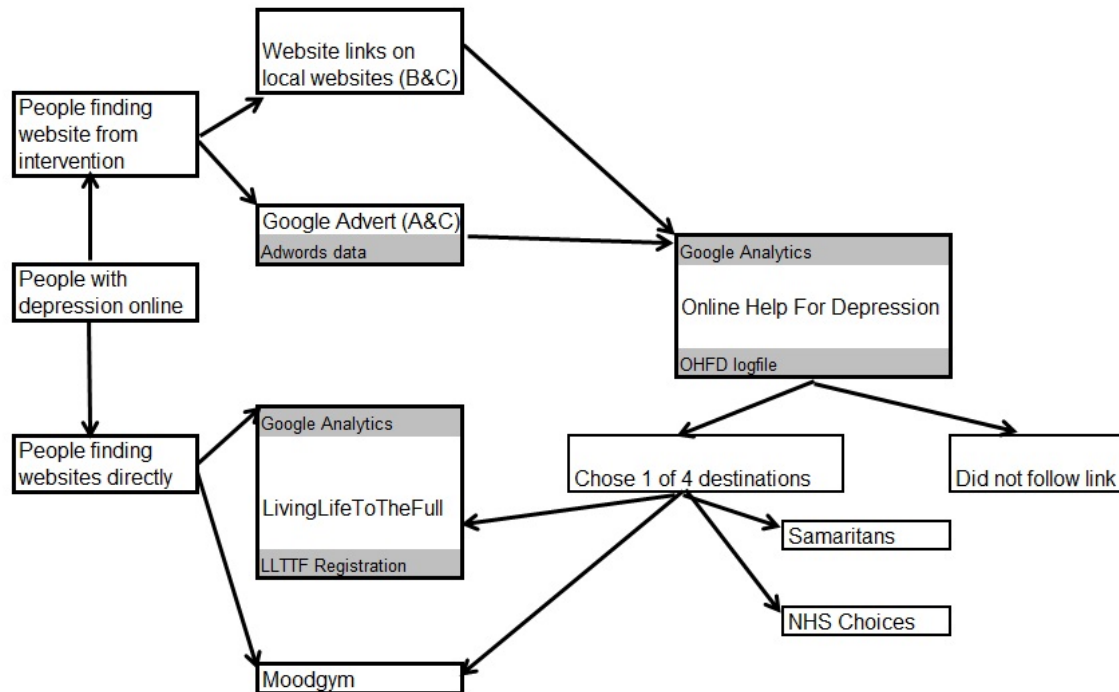 Website links on
local websites (B&C)
People finding
website from
intervention
Google Advert (A&C)
Adwords data
People with
depression online
Google Analytics
Online Help For Depression
OHFD logfile
People finding
websites directly
Google Analytics
LivingLifeToTheFull
LLTTF Registration
Chose 1 of 4 destinations
Did not follow link
Samaritans
NHS Choices
Moodgym